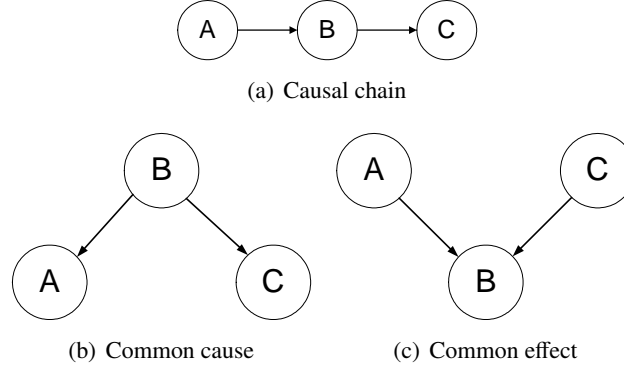 A B C
(a) Causal chain
B
A C
(b) Common cause
A C
B
(c) Common effect